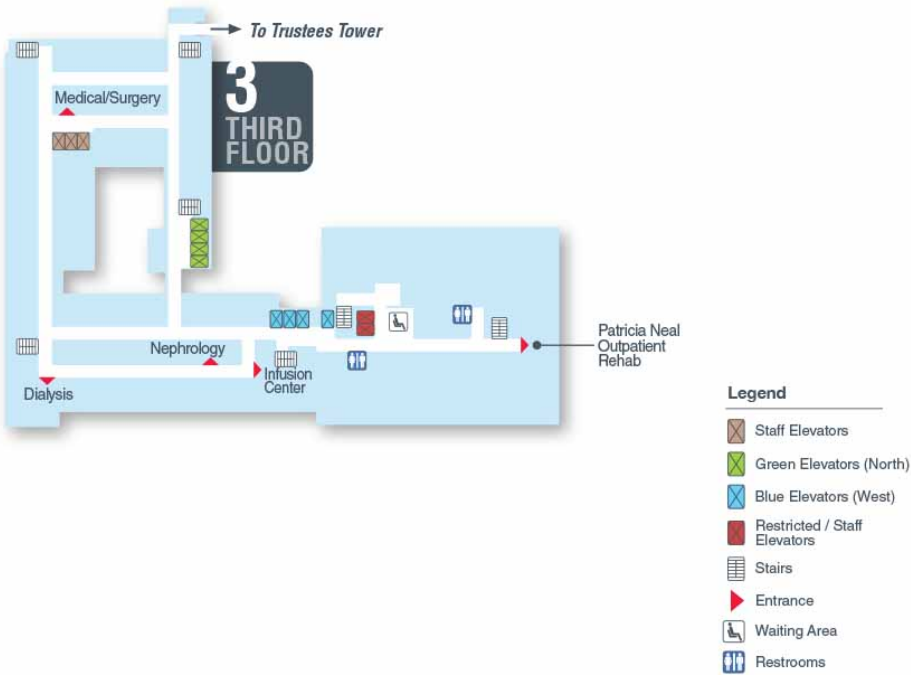 To Trustees Tower
3
THIRD
FLOOR
Medical/Surgery
Nephrology
Infusion
Center
Dialysis
Patricia Neal
Outpatient
Rehab
Legend
Staff Elevators
Green Elevators (North)
Blue Elevators (West)
Restricted / Staff
Elevators
Stairs
Entrance
Waiting Area
Restrooms